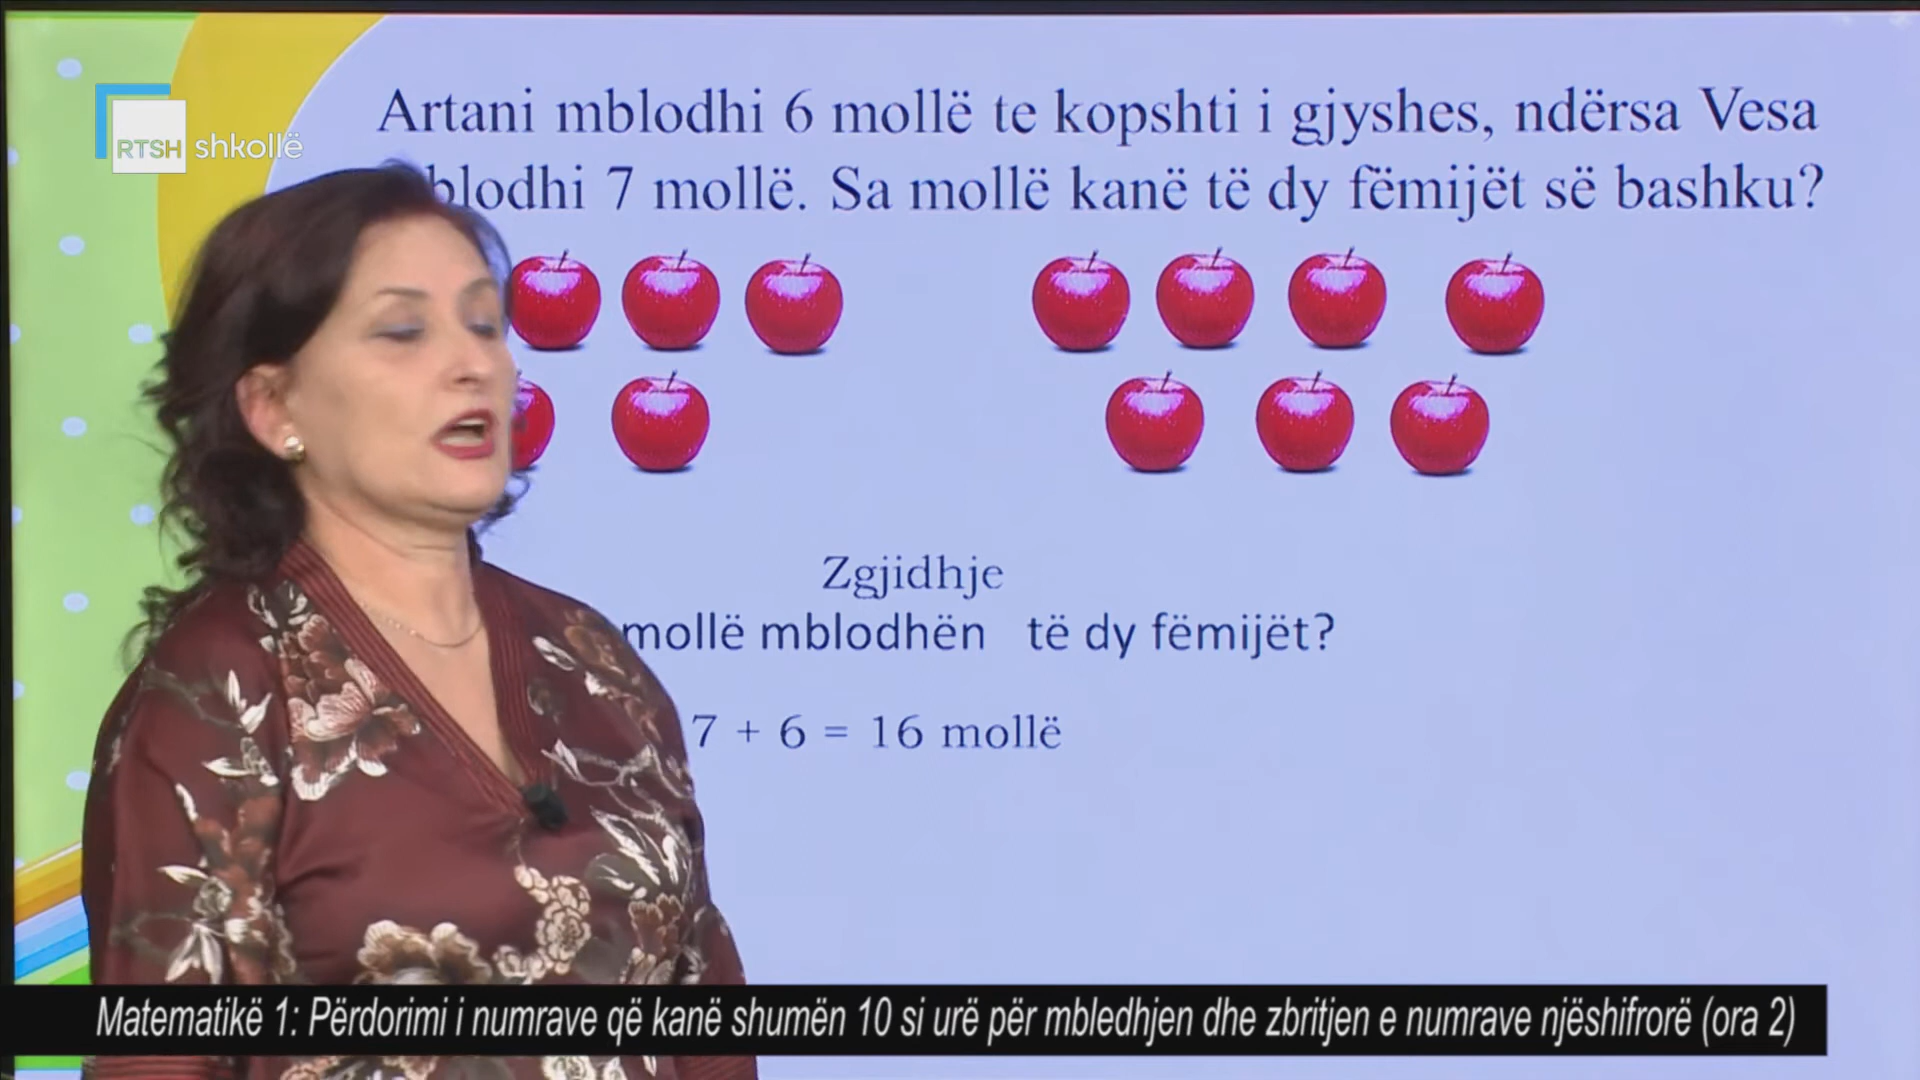 RTSH shkollë
Artani mblodhi 6 mollë te kopshti i gjyshes, ndërsa Vesa
blodhi 7 mollë. Sa mollë kanë të dy fëmijët së bashku?
Zgjidhje
mollë mblodhën të dy fëmijët?
7 + 6 = 16 mollë
Matematikë 1: Përdorimi i numrave që kanë shumën 10 si urë për mbledhjen dhe zbritjen e numrave njëshifrorë (ora 2)